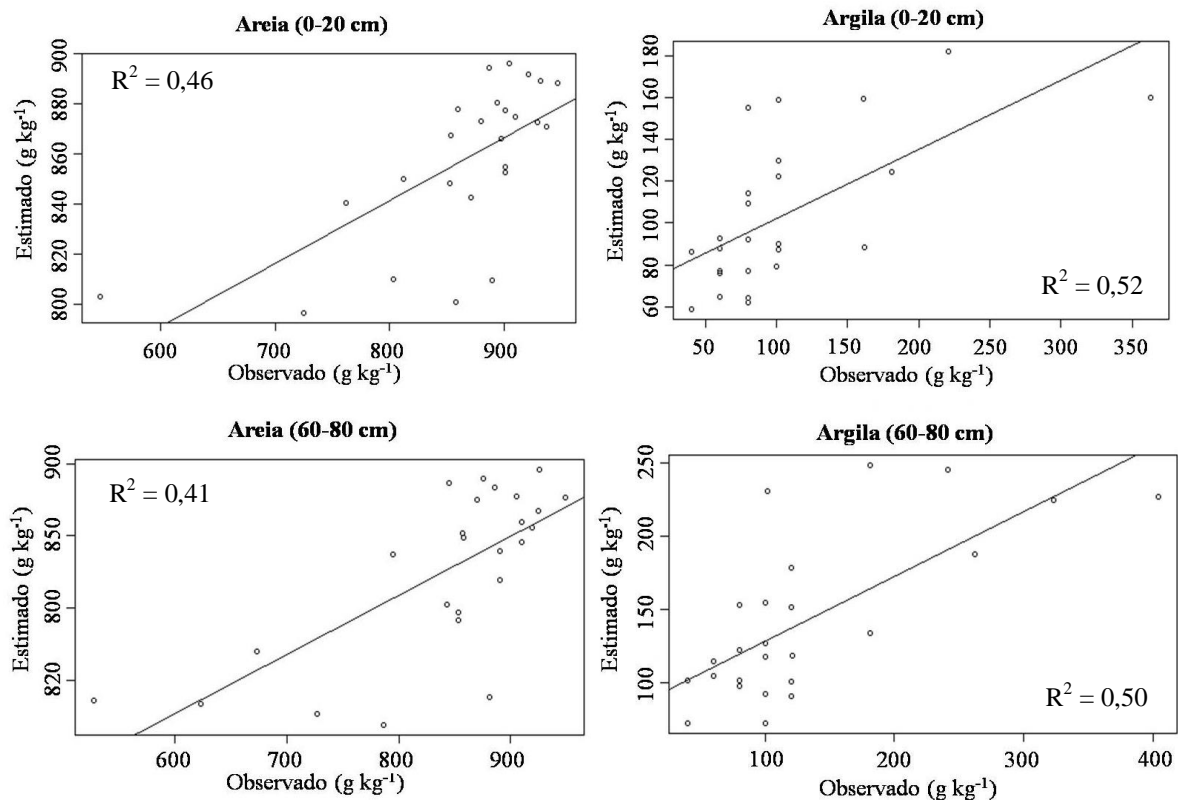 Areia (0-20 cm)
R² = 0,46
Estimado (g kg⁻¹)
900
880
860
840
820
800
600 700 800 900
Observado (g kg⁻¹)
Argila (0-20 cm)
R² = 0,52
Estimado (g kg⁻¹)
180
160
140
120
100
80
60
50 100 150 200 250 300 350
Observado (g kg⁻¹)
Areia (60-80 cm)
R² = 0,41
Estimado (g kg⁻¹)
900
850
800
820
600 700 800 900
Observado (g kg⁻¹)
Argila (60-80 cm)
R² = 0,50
Estimado (g kg⁻¹)
250
200
150
100
100 200 300 400
Observado (g kg⁻¹)